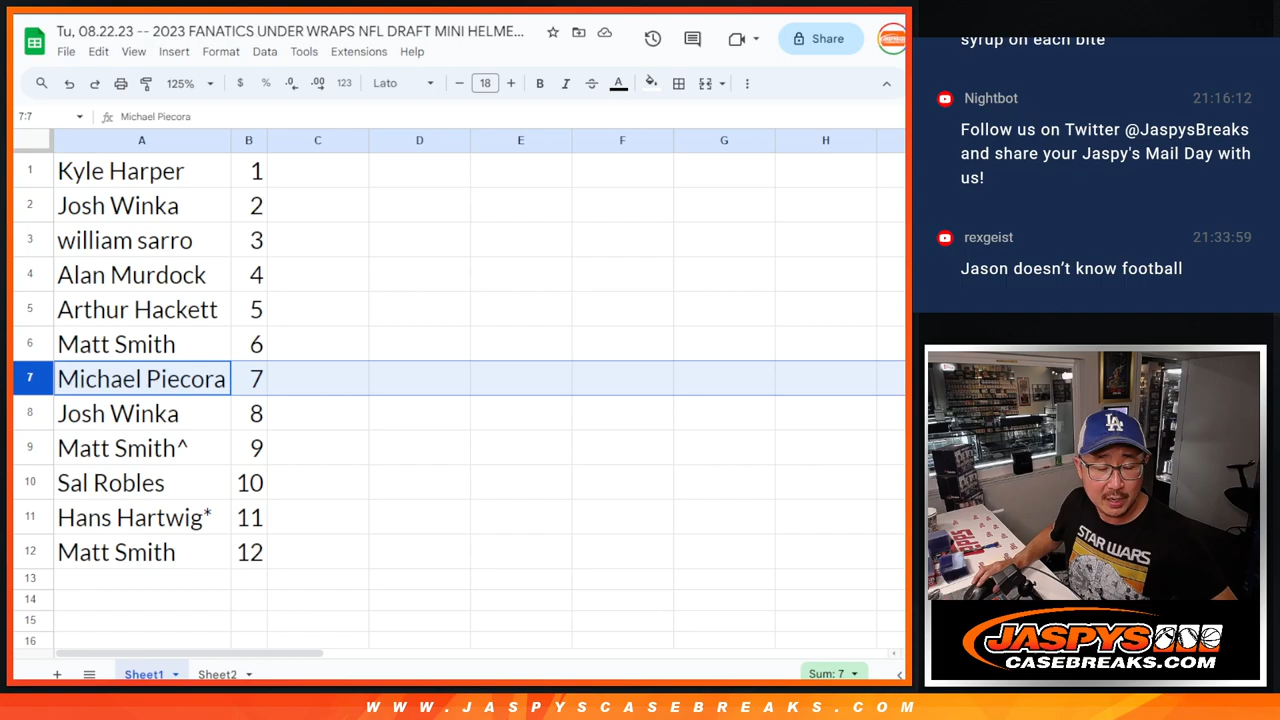 Tu, 08.22.23 -- 2023 FANATICS UNDER WRAPS NFL DRAFT MINI HELME...
File Edit View Insert Format Data Tools Extensions Help
Share
125% $ % .0 .00 123 Lato 18 B I A
7:7 fx Michael Piecora
A B C D E F G H
1 Kyle Harper 1
2 Josh Winka 2
3 william sarro 3
4 Alan Murdock 4
5 Arthur Hackett 5
6 Matt Smith 6
7 Michael Piecora 7
8 Josh Winka 8
9 Matt Smith^ 9
10 Sal Robles 10
11 Hans Hartwig* 11
12 Matt Smith 12
13
14
15
16
Sheet1 Sheet2 Sum: 7
syrup on each bite
Nightbot 21:16:12
Follow us on Twitter @JaspysBreaks
and share your Jaspy's Mail Day with
us!
rexgeist 21:33:59
Jason doesn't know football
LA
STAR WARS
JASPYS
CASEBREAKS.COM
WWW.JASPYSCASEBREAKS.COM